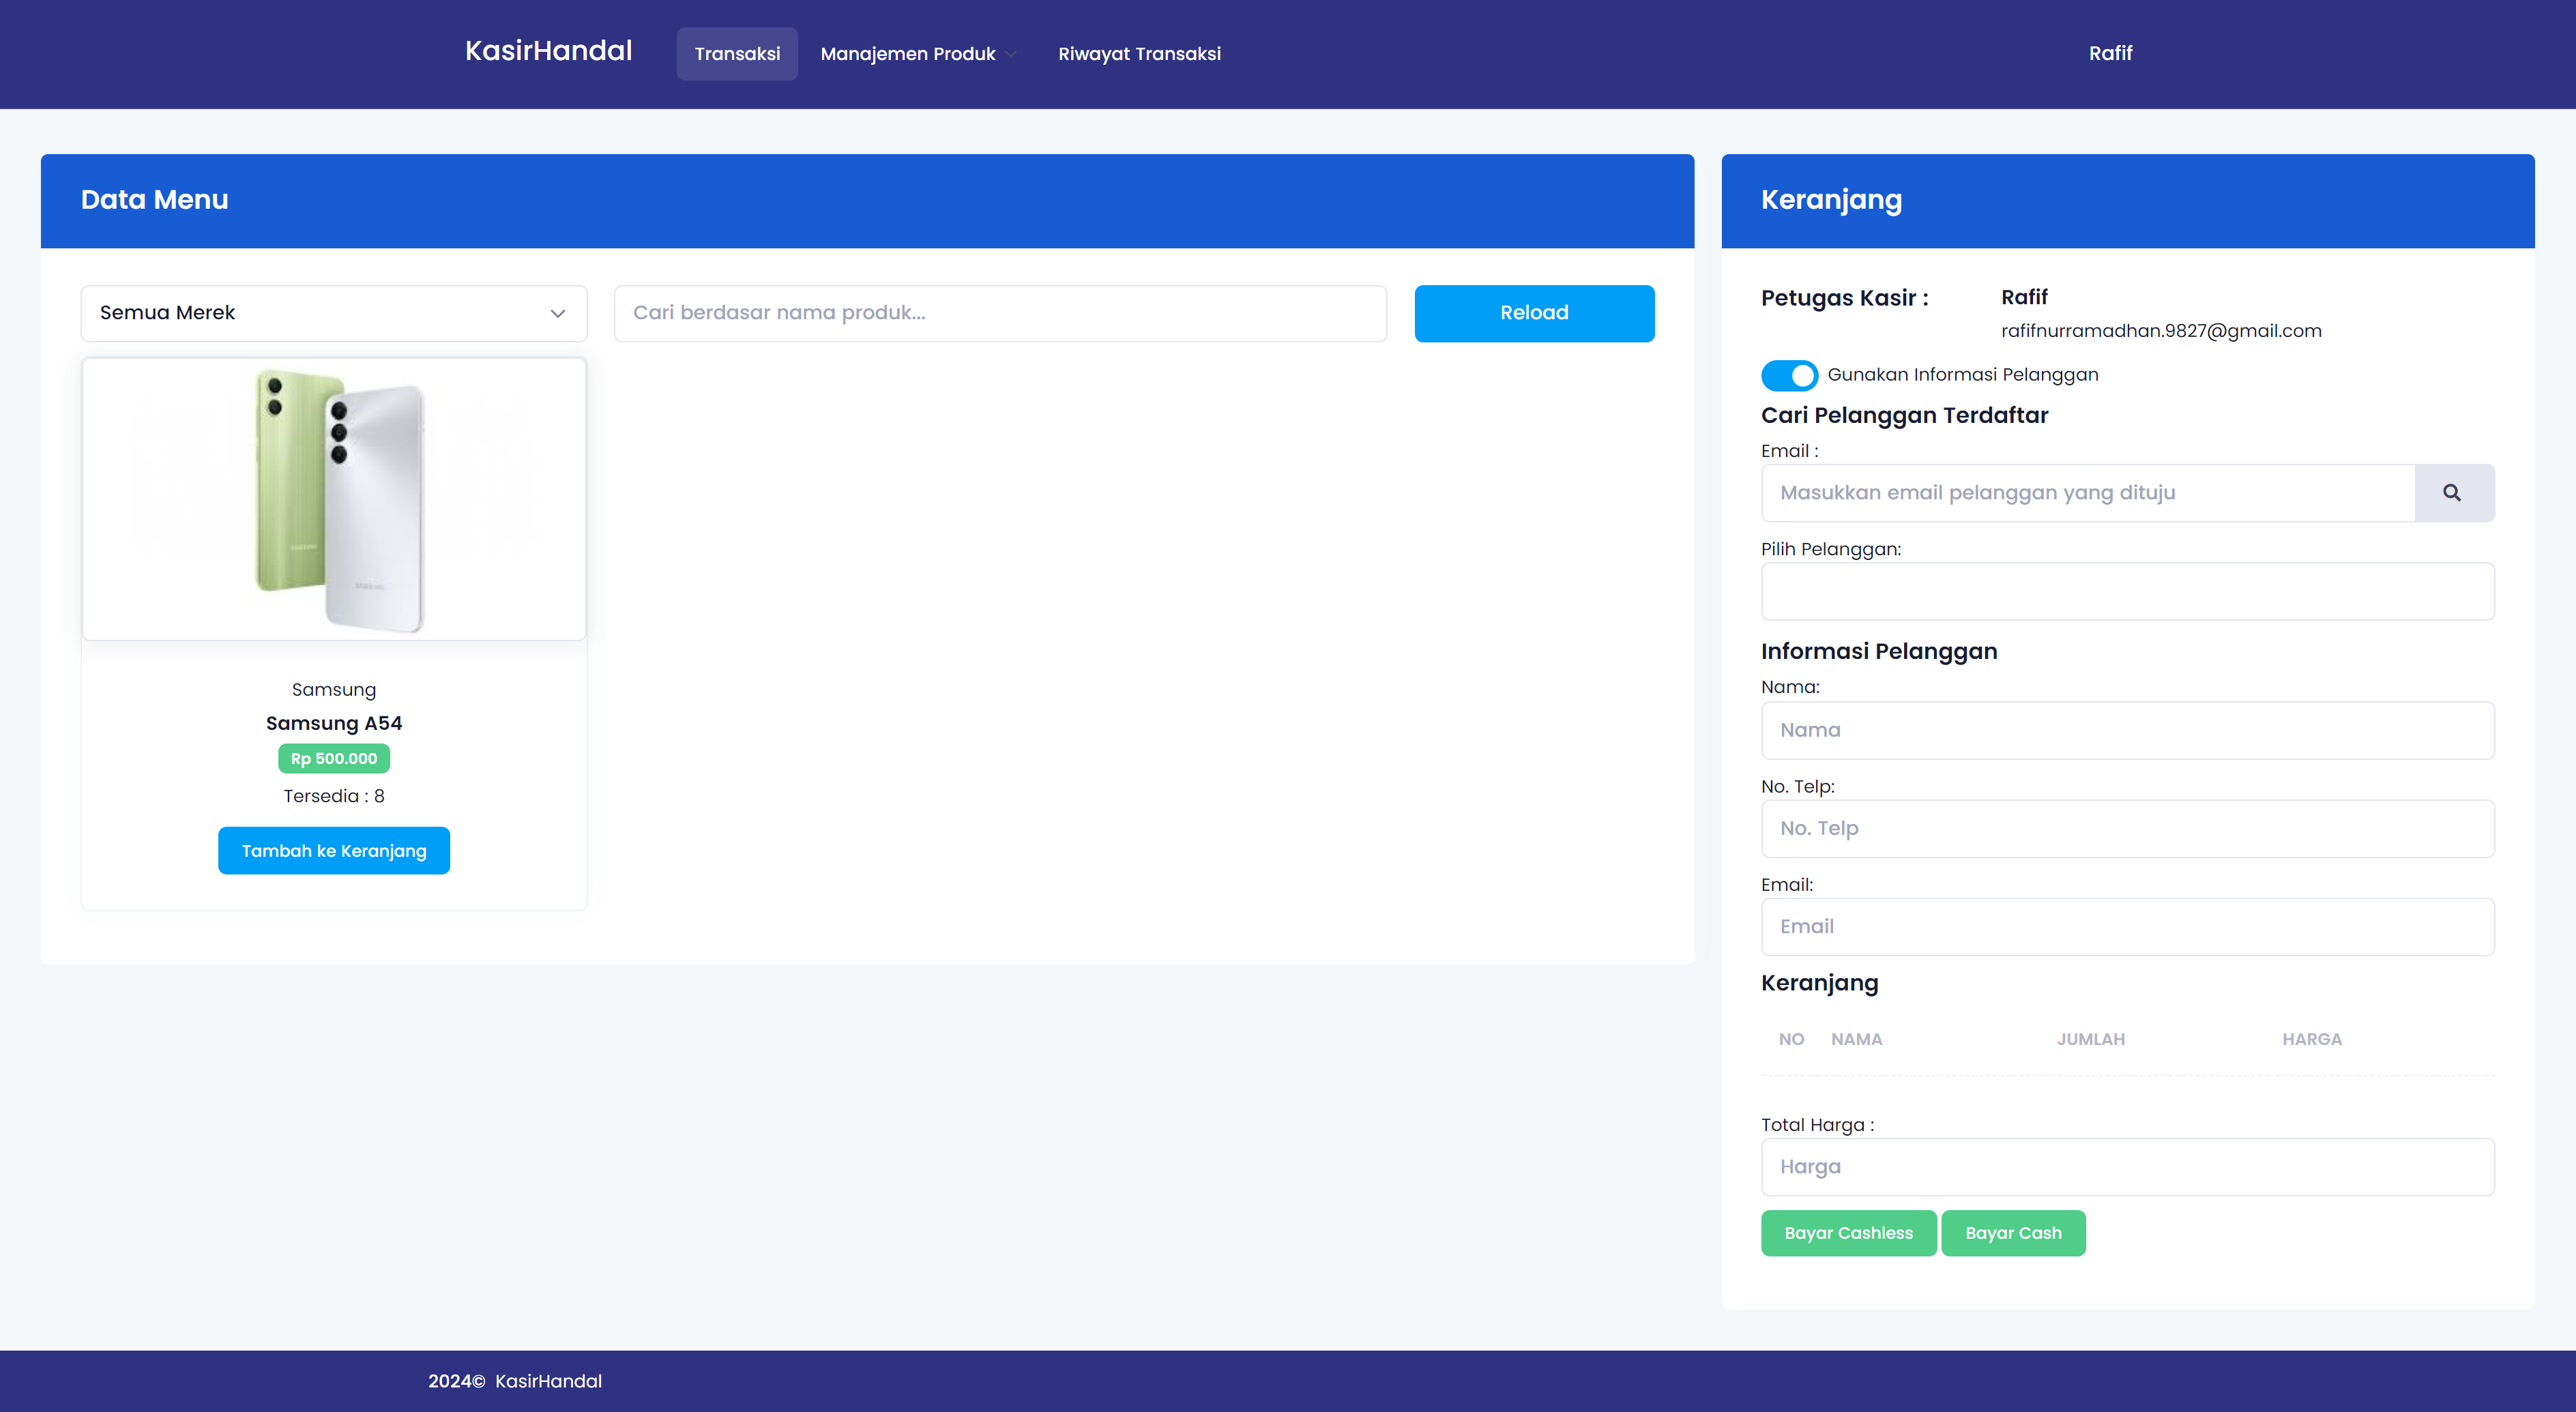 KasirHandal
Transaksi
Manajemen Produk
Riwayat Transaksi
Rafif
Data Menu
Semua Merek
Cari berdasar nama produk...
Reload
SAMSUNG
SAMSUNG
Samsung
Samsung A54
Rp 500.000
Tersedia : 8
Tambah ke Keranjang
Keranjang
Petugas Kasir :
Rafif
rafifnurramadhan.9827@gmail.com
Gunakan Informasi Pelanggan
Cari Pelanggan Terdaftar
Email :
Masukkan email pelanggan yang dituju
Pilih Pelanggan:
Informasi Pelanggan
Nama:
Nama
No. Telp:
No. Telp
Email:
Email
Keranjang
NO NAMA JUMLAH HARGA
Total Harga :
Harga
Bayar Cashless
Bayar Cash
2024© KasirHandal